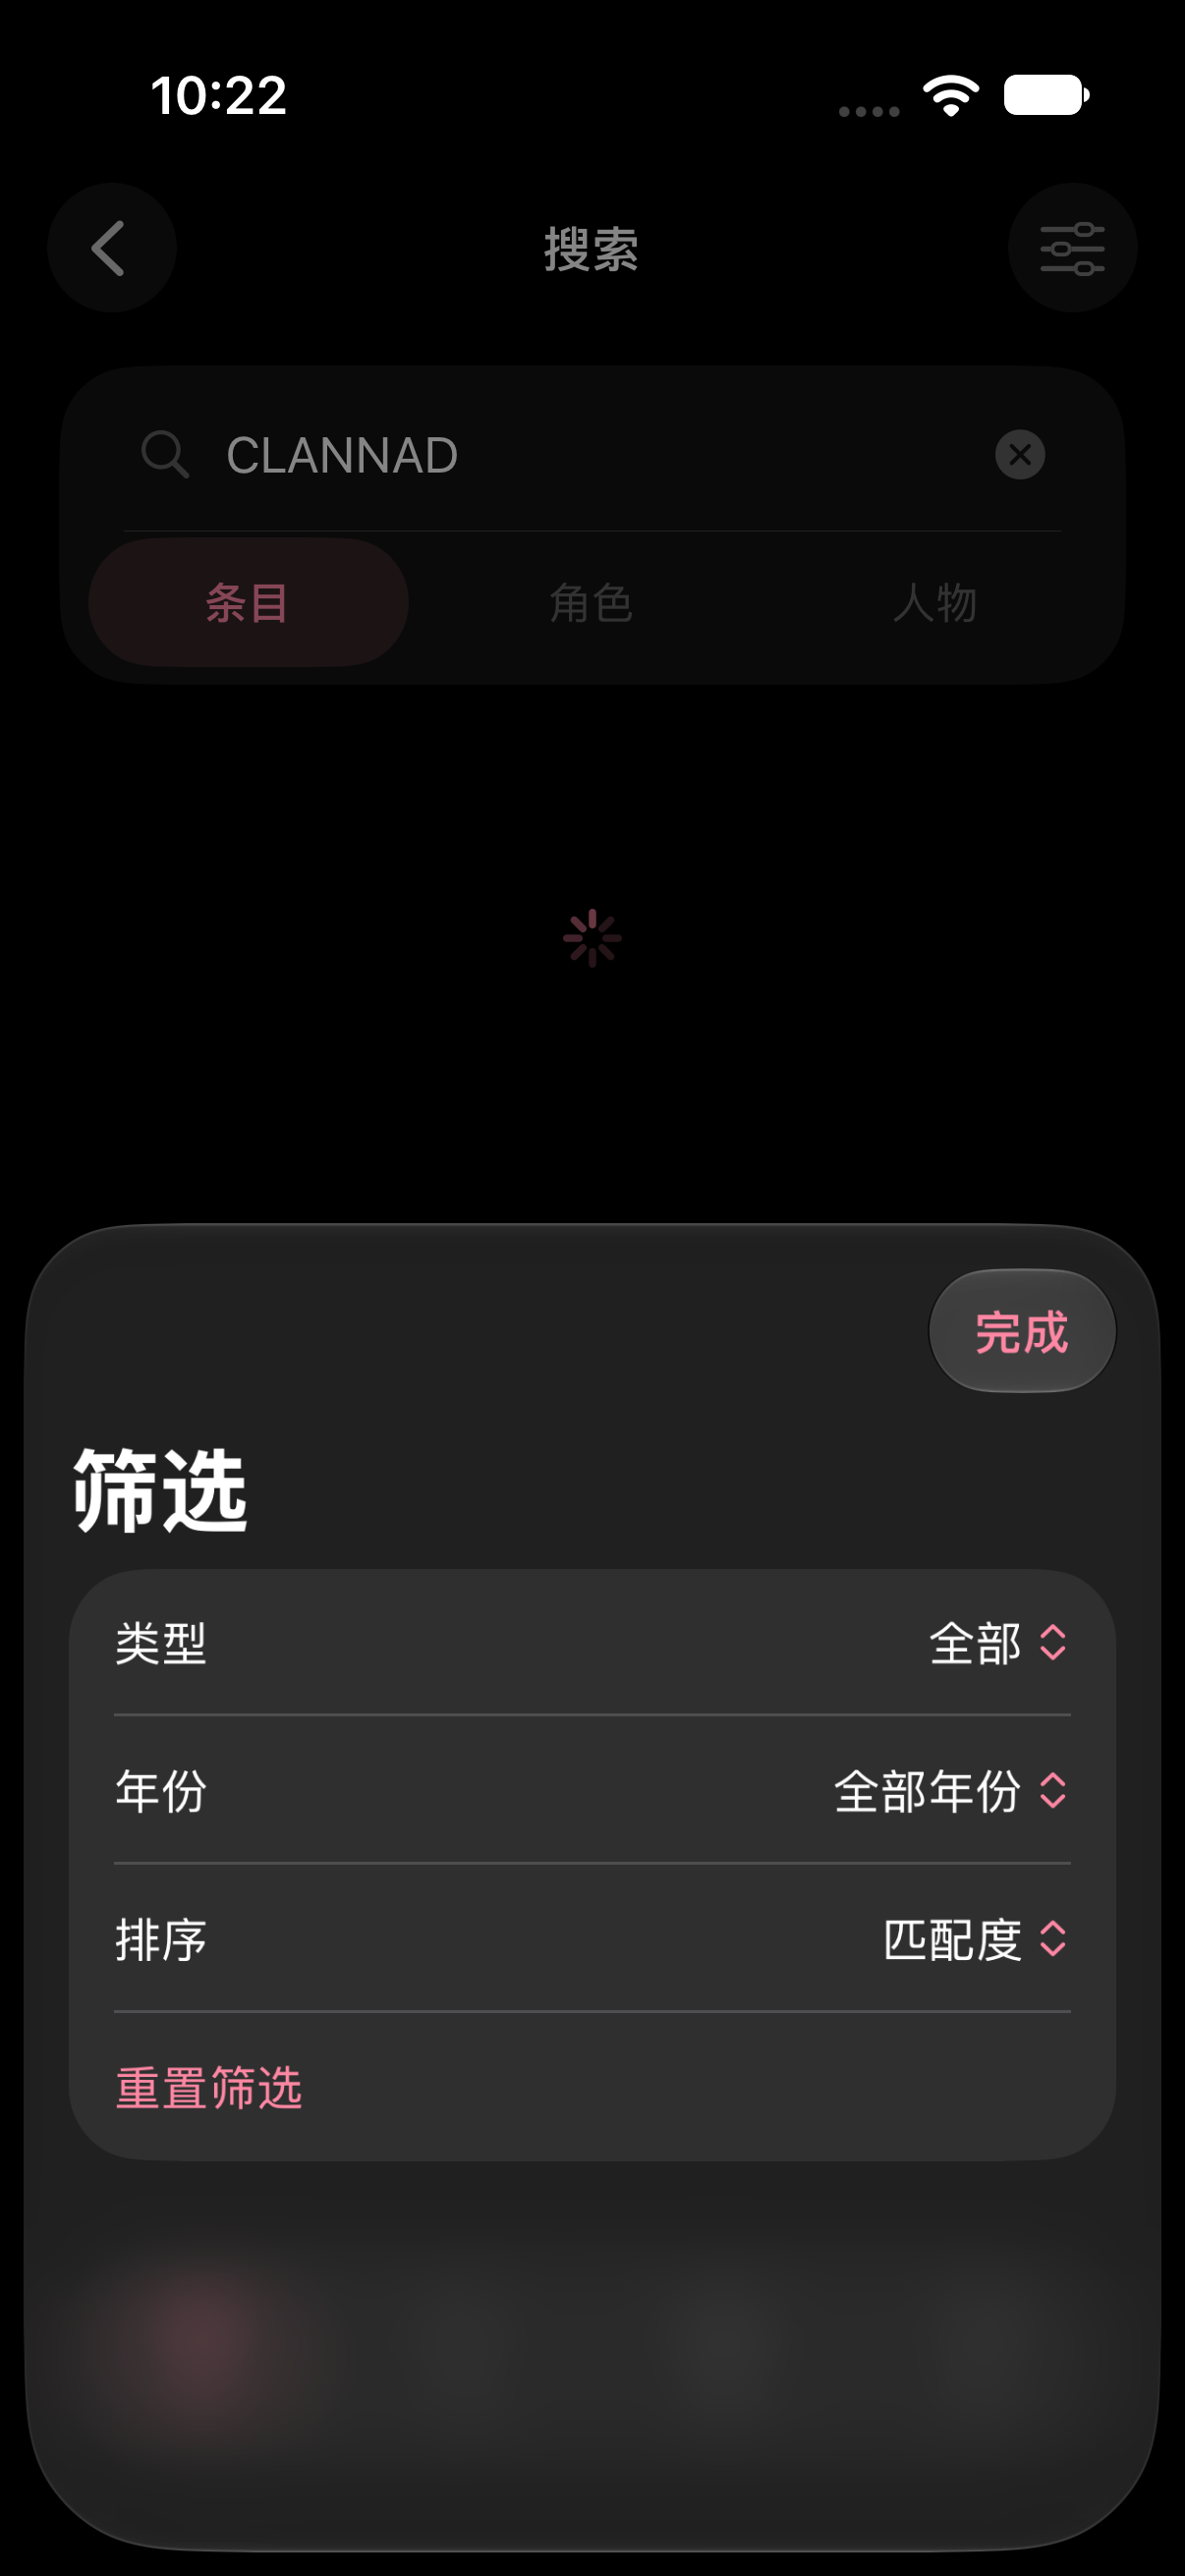 10:22
搜索
CLANNAD
条目 角色 人物
完成
筛选
类型 全部
年份 全部年份
排序 匹配度
重置筛选